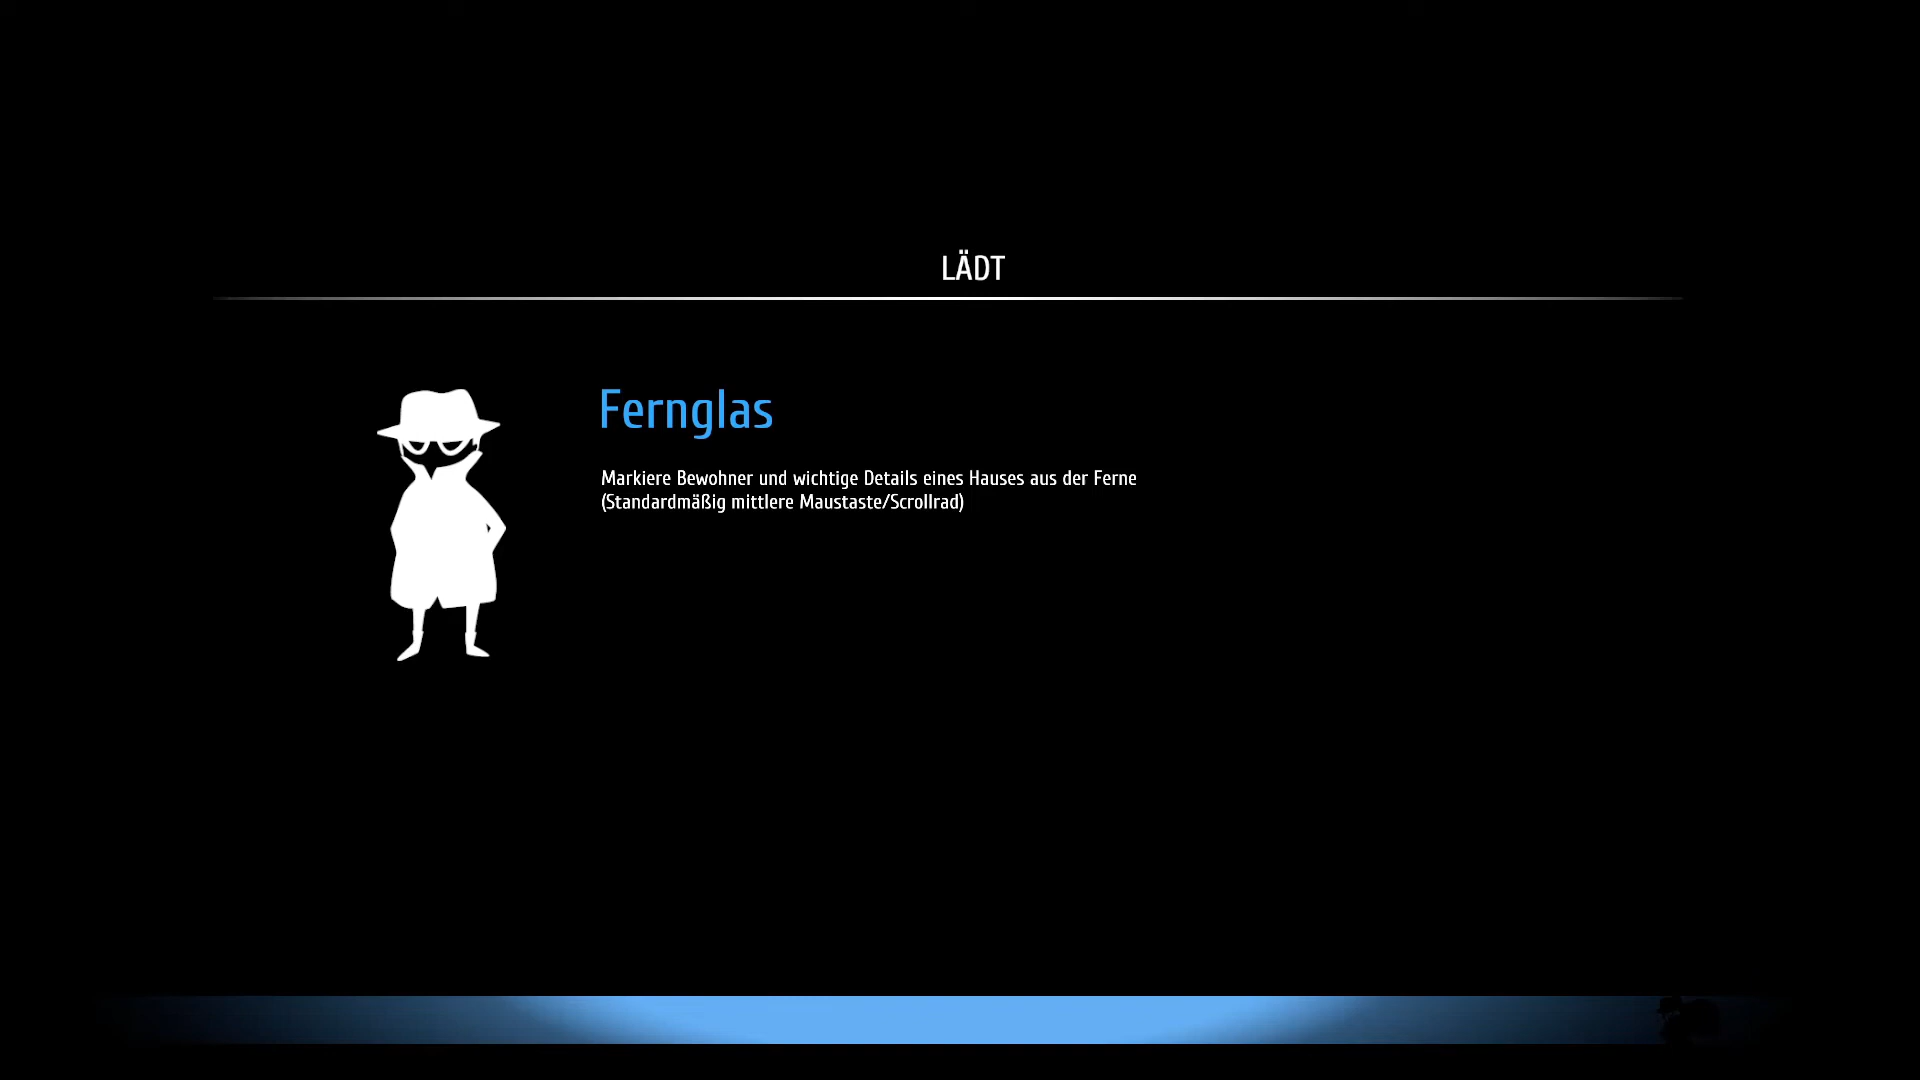 LÄDT
Fernglas
Markiere Bewohner und wichtige Details eines Hauses aus der Ferne
(Standardmäßig mittlere Maustaste/Scrollrad)